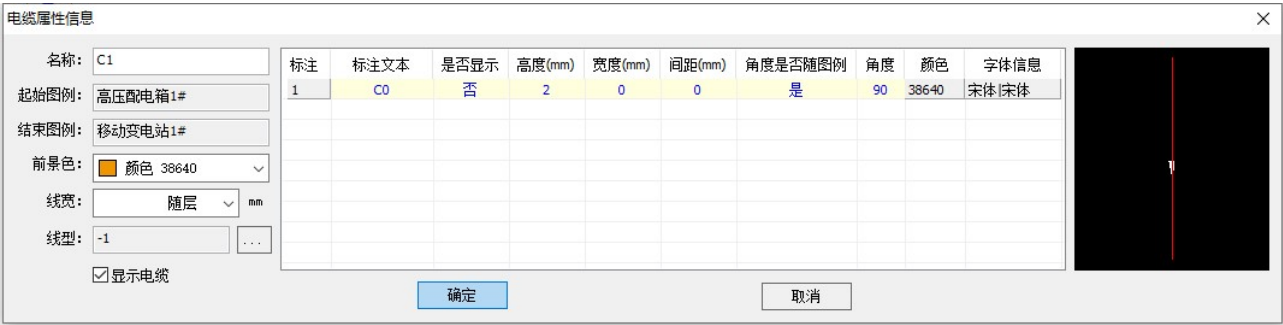 电缆属性信息
名称: C1
起始图例: 高压配电箱1#
结束图例: 移动变电站1#
前景色: 颜色 38640
线宽: 随层 mm
线型: -1 ...
显示电缆
标注 标注文本 是否显示 高度(mm) 宽度(mm) 间距(mm) 角度是否随图例 角度 颜色 字体信息
1 C0 否 2 0 0 是 90 38640 宋体|宋体
确定 取消